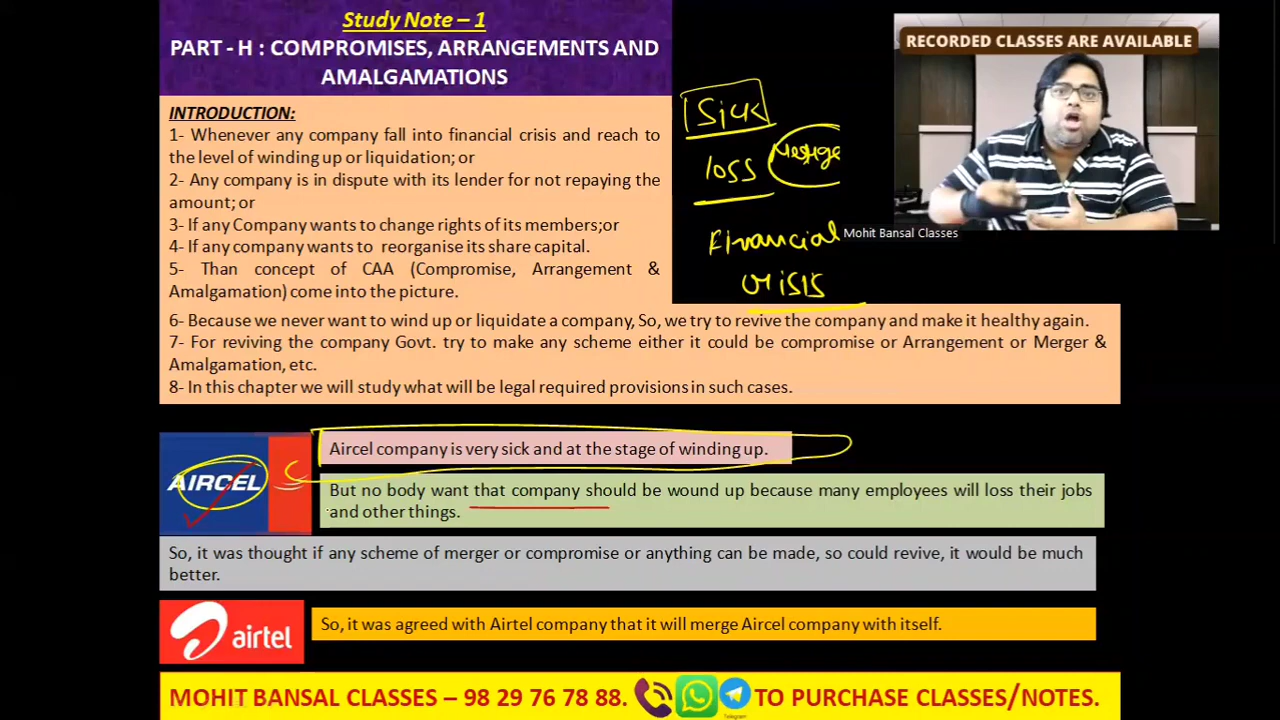 Study Note – 1
PART - H : COMPROMISES, ARRANGEMENTS AND
AMALGAMATIONS
RECORDED CLASSES ARE AVAILABLE
INTRODUCTION:
1- Whenever any company fall into financial crisis and reach to
the level of winding up or liquidation; or
2- Any company is in dispute with its lender for not repaying the
amount; or
3- If any Company wants to change rights of its members;or
4- If any company wants to reorganise its share capital.
5- Than concept of CAA (Compromise, Arrangement &
Amalgamation) come into the picture.
Sick
loss
Merge
Financial
crisis
Mohit Bansal Classes
6- Because we never want to wind up or liquidate a company, So, we try to revive the company and make it healthy again.
7- For reviving the company Govt. try to make any scheme either it could be compromise or Arrangement or Merger &
Amalgamation, etc.
8- In this chapter we will study what will be legal required provisions in such cases.
AIRCEL
Aircel company is very sick and at the stage of winding up.
But no body want that company should be wound up because many employees will loss their jobs
and other things.
So, it was thought if any scheme of merger or compromise or anything can be made, so could revive, it would be much
better.
airtel
So, it was agreed with Airtel company that it will merge Aircel company with itself.
MOHIT BANSAL CLASSES – 98 29 76 78 88. TO PURCHASE CLASSES/NOTES.
Telegram